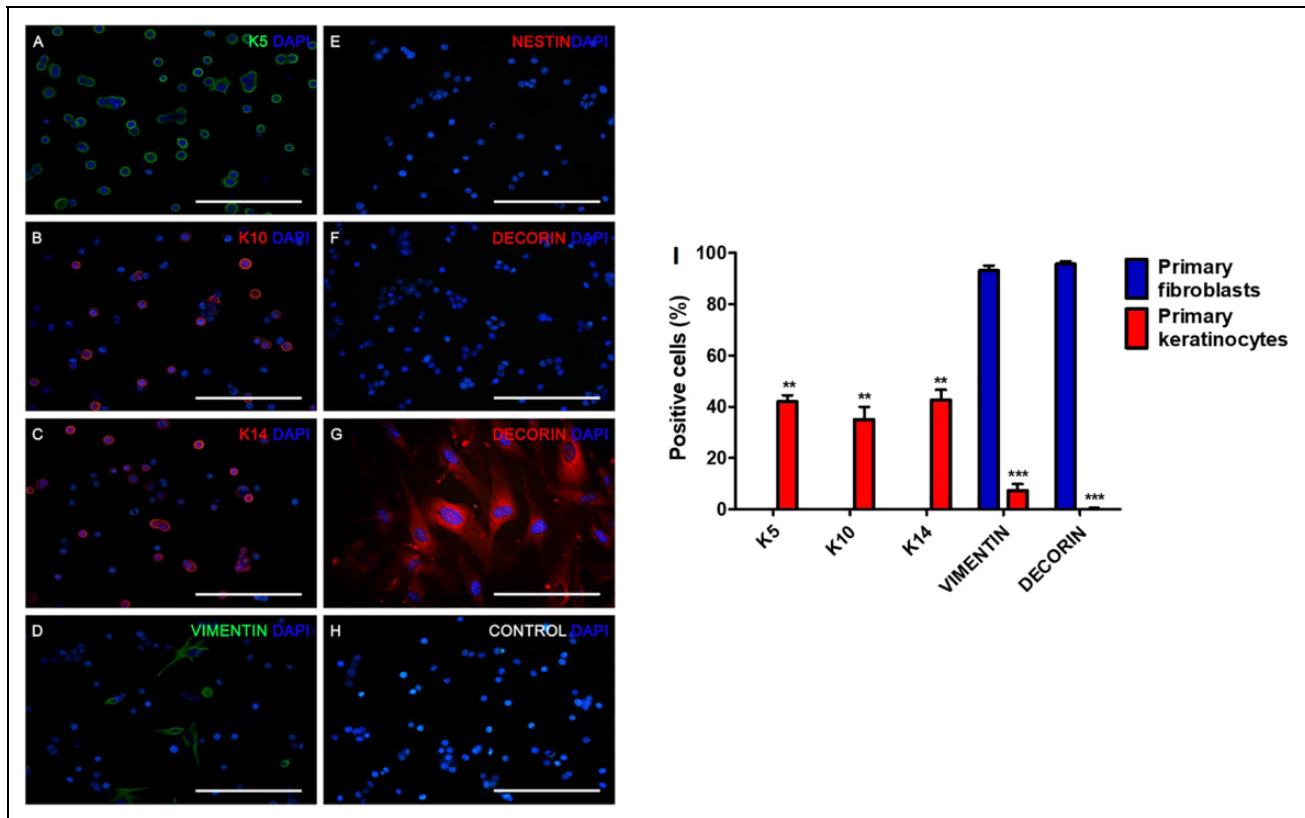 A K5 DAPI
E NESTIN DAPI
B K10 DAPI
F DECORIN DAPI
C K14 DAPI
G DECORIN DAPI
D VIMENTIN DAPI
H CONTROL DAPI
I
Positive cells (%)
100
80
60
40
20
0
**
**
**
***
***
K5
K10
K14
VIMENTIN
DECORIN
Primary
fibroblasts
Primary
keratinocytes